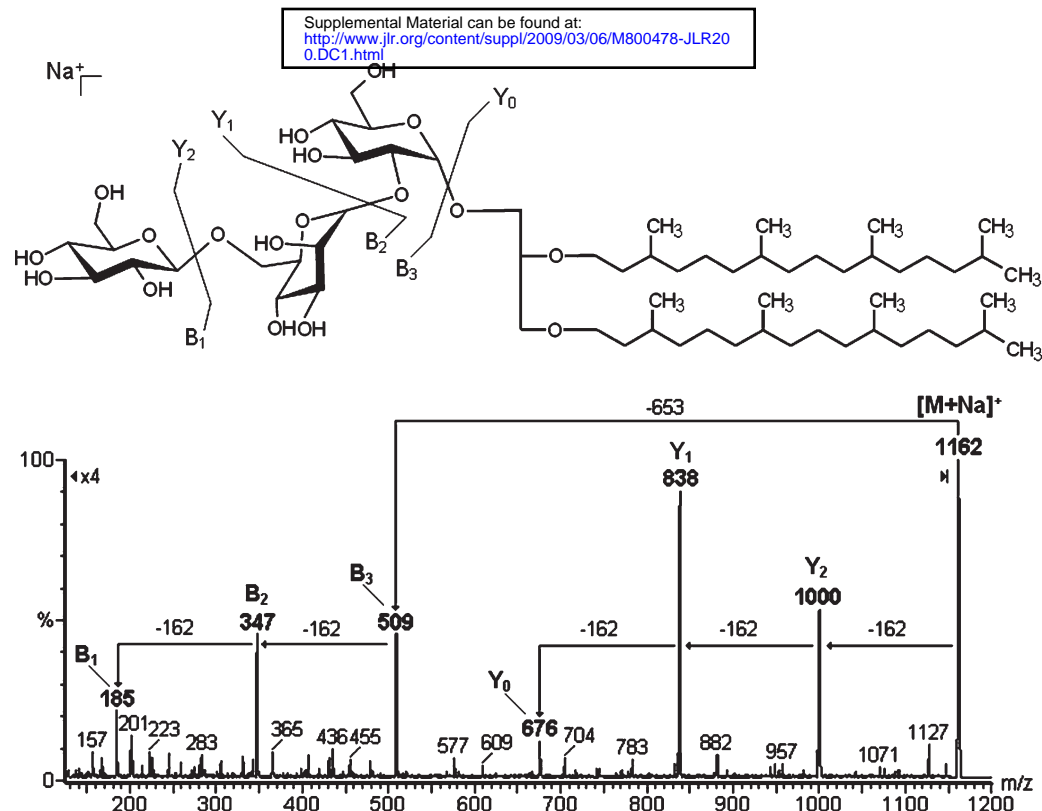 Supplemental Material can be found at:
http://www.jlr.org/content/suppl/2009/03/06/M800478-JLR20
0.DC1.html
Na+
OH
Y0
Y1
HO
O
Y2
HO
O
OH
O
CH3
CH3
CH3
O
O
HO
O
HO
B2
O
CH3
HO
B3
OH
CH3
CH3
CH3
OHOH
O
B1
CH3
-653
[M+Na]+
1162
100
x4
Y1
838
B3
Y2
B2
1000
%
347
509
-162
-162
-162
-162
-162
B1
Y0
185
676
201
223
365
704
1127
157
283
436
455
577
609
783
882
957
1071
0
200
300
400
500
600
700
800
900
1000
1100
1200
m/z